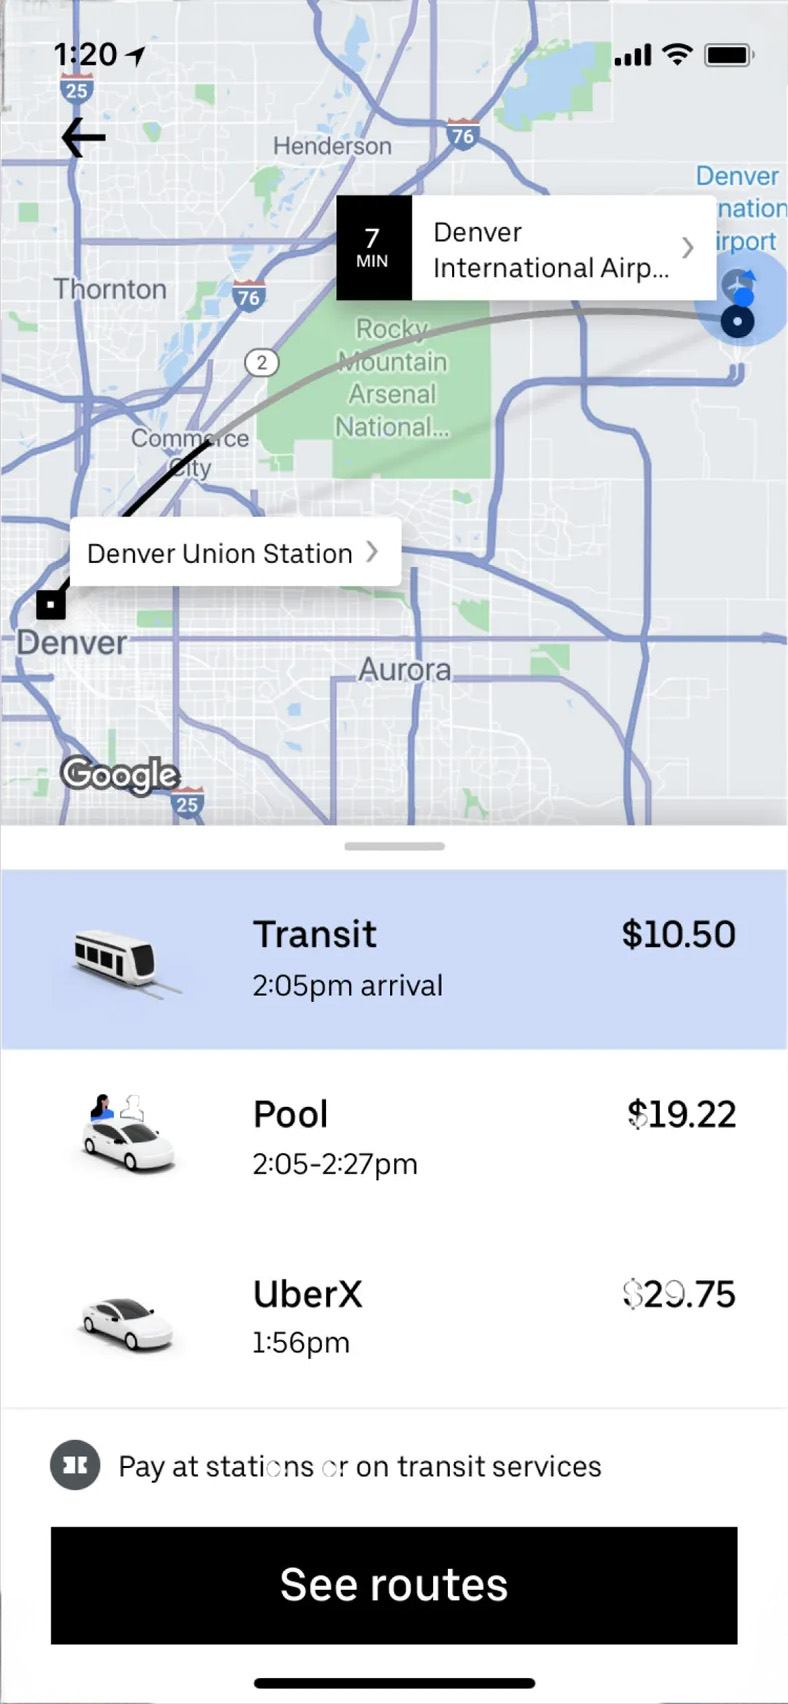 1:20
25
76
Henderson
Denver
nation
irport
7
MIN
Denver
International Airp...
Thornton
76
2
Rocky
Mountain
Arsenal
National...
Commerce
City
Denver Union Station
Denver
Aurora
Google
25
Transit
$10.50
2:05pm arrival
Pool
$19.22
2:05-2:27pm
UberX
$29.75
1:56pm
Pay at stations or on transit services
See routes